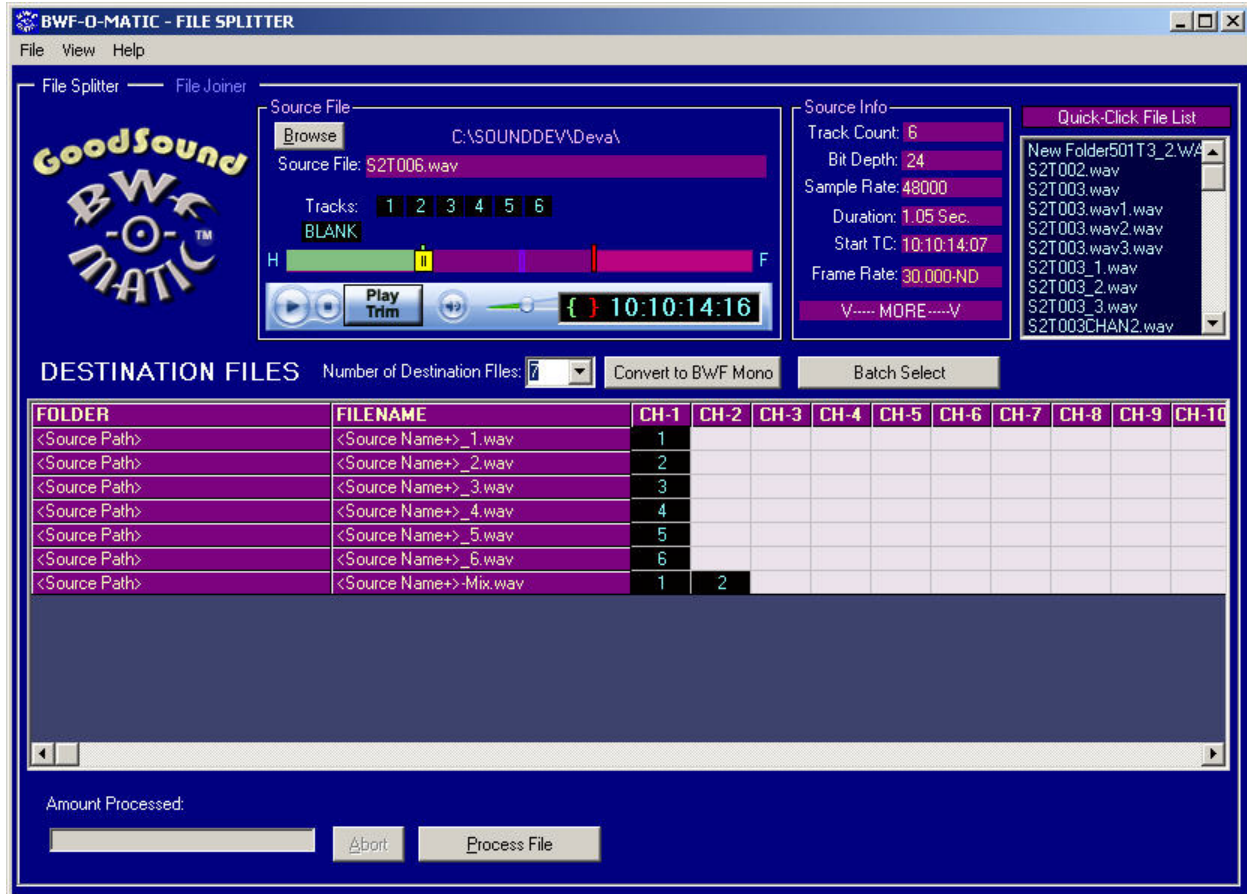 BWF-O-MATIC - FILE SPLITTER
File View Help
File Splitter File Joiner
GoodSound
BWF
-O- TM
MATIC
Source File
Browse C:\SOUNDDEV\Deva\
Source File: S2T006.wav
Tracks: 1 2 3 4 5 6
BLANK
H II F
Play
Trim
{ } 10:10:14:16
Source Info
Track Count: 6
Bit Depth: 24
Sample Rate: 48000
Duration: 1.05 Sec.
Start TC: 10:10:14:07
Frame Rate: 30.000-ND
V----- MORE-----V
Quick-Click File List
New Folder501T3_2.WA
S2T002.wav
S2T003.wav
S2T003.wav1.wav
S2T003.wav2.wav
S2T003.wav3.wav
S2T003_1.wav
S2T003_2.wav
S2T003_3.wav
S2T003CHAN2.wav
DESTINATION FILES Number of Destination FIles: 7 Convert to BWF Mono Batch Select
FOLDER FILENAME CH-1 CH-2 CH-3 CH-4 CH-5 CH-6 CH-7 CH-8 CH-9 CH-10
<Source Path> <Source Name+>_1.wav 1
<Source Path> <Source Name+>_2.wav 2
<Source Path> <Source Name+>_3.wav 3
<Source Path> <Source Name+>_4.wav 4
<Source Path> <Source Name+>_5.wav 5
<Source Path> <Source Name+>_6.wav 6
<Source Path> <Source Name+>-Mix.wav 1 2
Amount Processed:
Abort Process File